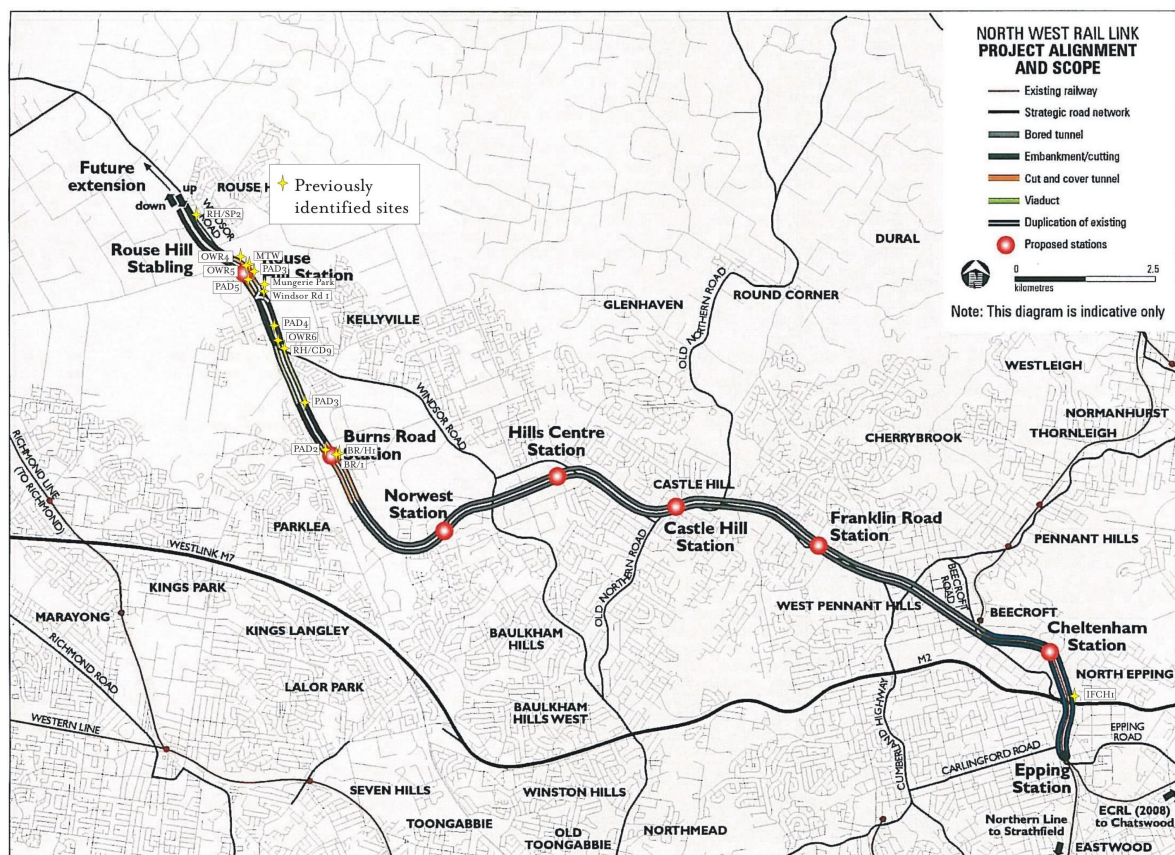 NORTH WEST RAIL LINK
PROJECT ALIGNMENT
AND SCOPE
Existing railway
Strategic road network
Bored tunnel
Embankment/cutting
Cut and cover tunnel
Viaduct
Duplication of existing
Proposed stations
0 2.5
kilometres
Note: This diagram is indicative only
Future
extension
up
down
ROUSE H
Previously
identified sites
WINDSOR
ROAD
RH/SP2
Rouse Hill
Stabling
OWR4
MTW
Rouse
Hill Station
OWR5
PAD3
PAD5
Mungerie Park
Windsor Rd 1
PAD4
OWR6
RH/CD9
KELLYVILLE
PAD3
WINDSOR ROAD
GLENHAVEN
OLD NORTHERN ROAD
ROUND CORNER
DURAL
WESTLEIGH
NORMANHURST
THORNLEIGH
CHERRYBROOK
PENNANT HILLS
Burns Road
Station
PAD2
BR/H1
BR/1
Hills Centre
Station
Norwest
Station
CASTLE HILL
Castle Hill
Station
Franklin Road
Station
PARKLEA
RICHMOND LINE
(TO RICHMOND)
WESTLINK M7
KINGS PARK
MARAYONG
KINGS LANGLEY
RICHMOND ROAD
LALOR PARK
WESTERN LINE
OLD NORTHERN ROAD
BAULKHAM
HILLS
BAULKHAM
HILLS WEST
WEST PENNANT HILLS
BEECROFT
ROAD
BEECROFT
Cheltenham
Station
M2
NORTH EPPING
IFCH1
CUMBERLAND HIGHWAY
CARLINGFORD ROAD
EPPING
ROAD
Epping
Station
SEVEN HILLS
WINSTON HILLS
TOONGABBIE
OLD
TOONGABBIE
NORTHMEAD
Northern Line
to Strathfield
ECRL (2008)
to Chatswood
EASTWOOD